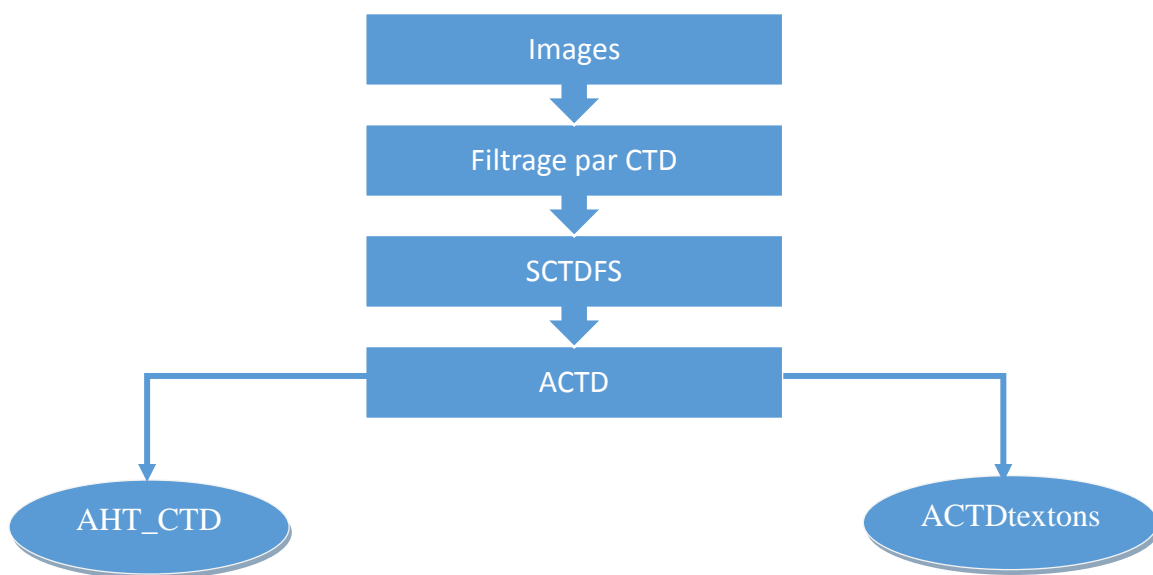 Images
Filtrage par CTD
SCTDFS
ACTD
AHT_CTD
ACTDtextons